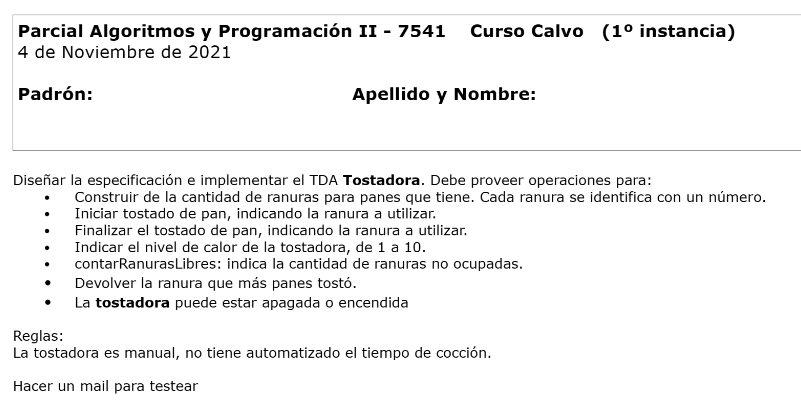 Parcial Algoritmos y Programación II - 7541 Curso Calvo (1º instancia)
4 de Noviembre de 2021
Padrón: Apellido y Nombre:
Diseñar la especificación e implementar el TDA Tostadora. Debe proveer operaciones para:
• Construir de la cantidad de ranuras para panes que tiene. Cada ranura se identifica con un número.
• Iniciar tostado de pan, indicando la ranura a utilizar.
• Finalizar el tostado de pan, indicando la ranura a utilizar.
• Indicar el nivel de calor de la tostadora, de 1 a 10.
• contarRanurasLibres: indica la cantidad de ranuras no ocupadas.
• Devolver la ranura que más panes tostó.
• La tostadora puede estar apagada o encendida
Reglas:
La tostadora es manual, no tiene automatizado el tiempo de cocción.
Hacer un mail para testear